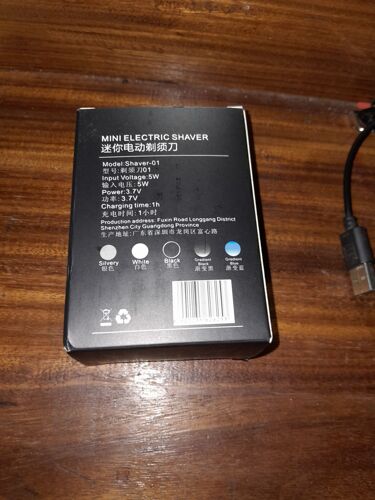 MINI ELECTRIC SHAVER
迷你电动剃须刀
Model:Shaver-01
型号:剃须刀01
Input Voltage:5W
输入电压:5W
Power:3.7V
功率:3.7V
Charging time:1h
充电时间:1小时
Production address: Fuxin Road Longgang District
Shenzhen City Guangdong Province
生产地址:广东省深圳市龙岗区富心路
Silvery White Black Gradient Black Gradient Blue
银色 白色 黑色 渐变黑 渐变蓝